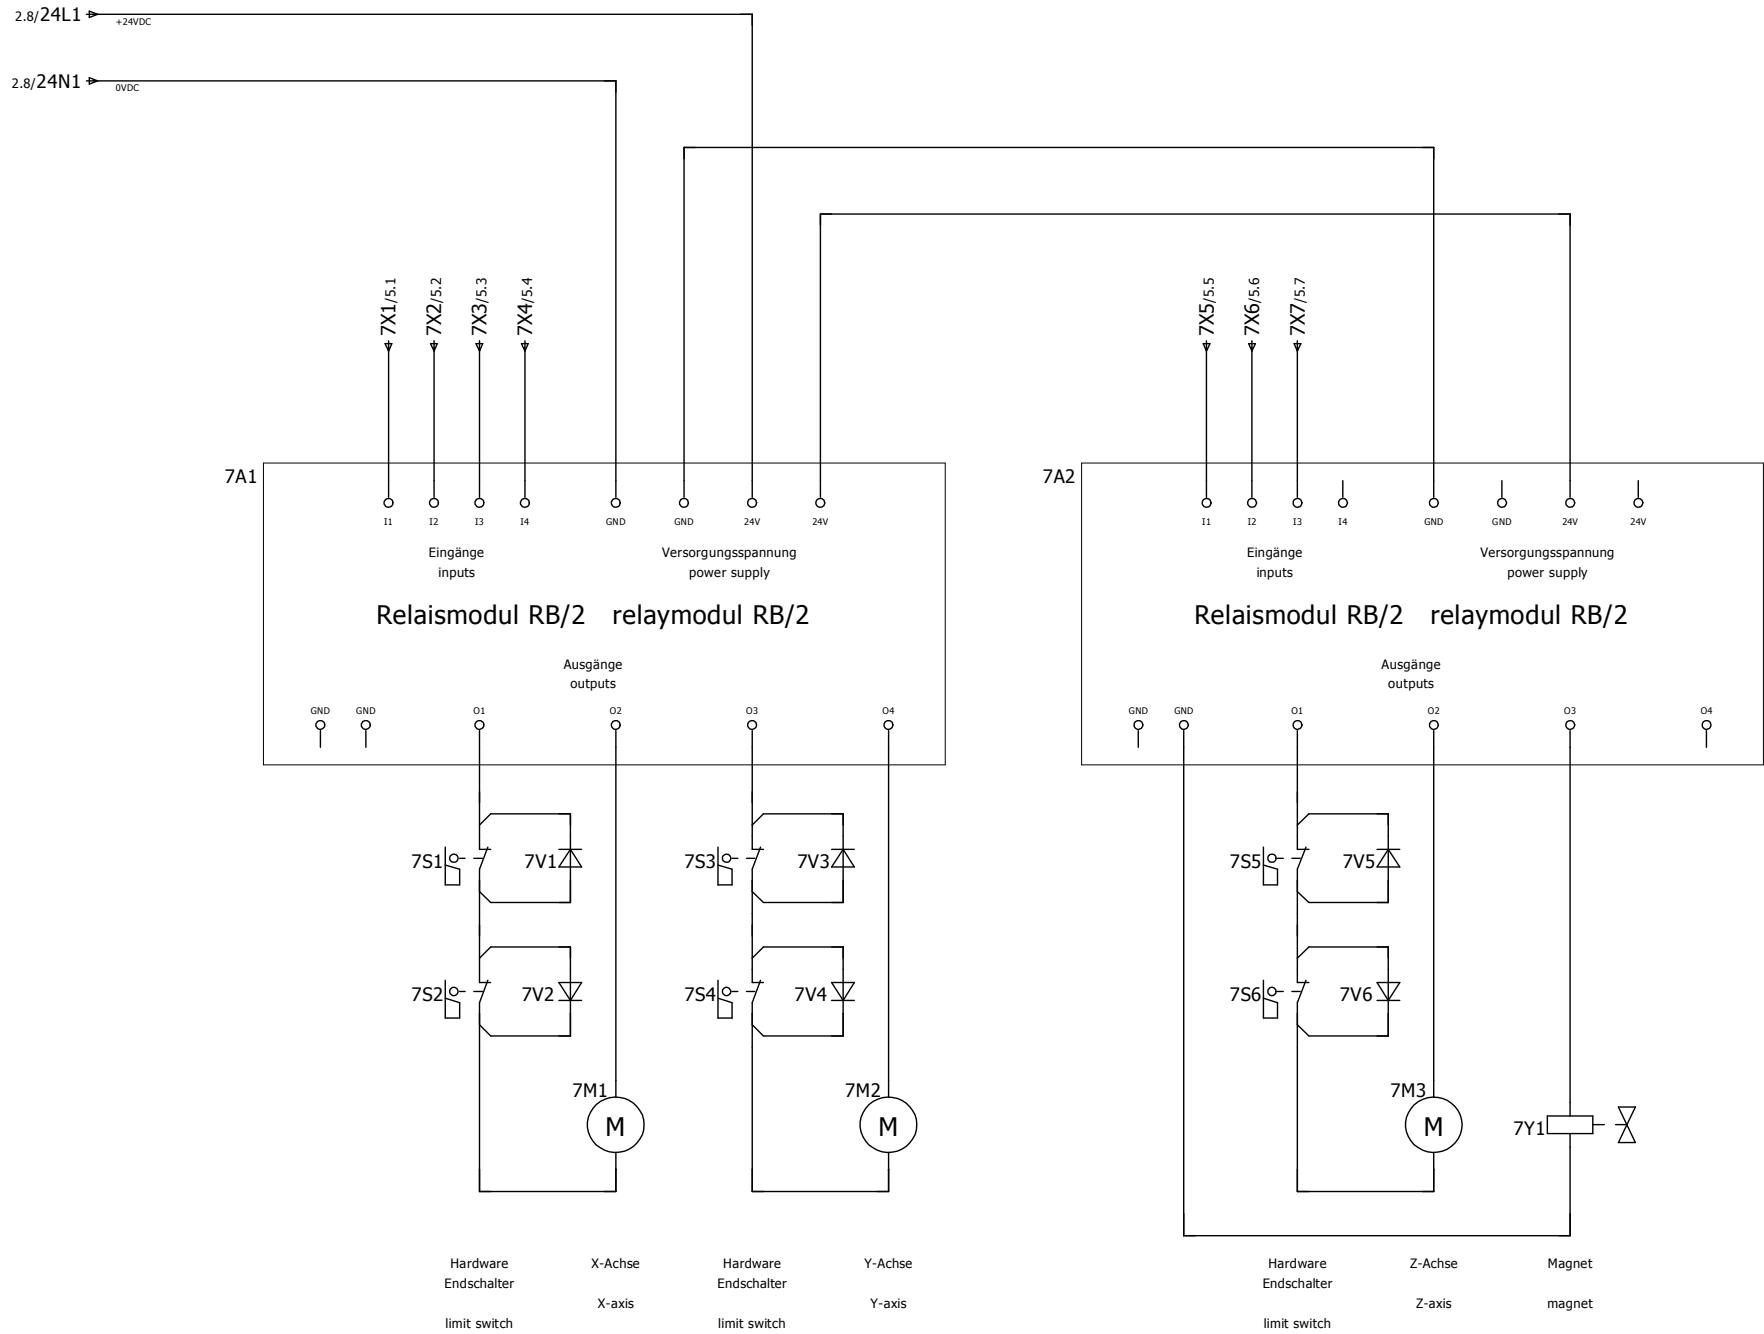 2.8/24L1 +24VDC
2.8/24N1 0VDC
7X1/5.1 7X2/5.2 7X3/5.3 7X4/5.4 7X5/5.5 7X6/5.6 7X7/5.7
7A1 7A2
I1 I2 I3 I4 GND GND 24V 24V I1 I2 I3 I4 GND GND 24V 24V
Eingänge Versorgungsspannung Eingänge Versorgungsspannung
inputs power supply inputs power supply
Relaismodul RB/2 relaymodul RB/2 Relaismodul RB/2 relaymodul RB/2
Ausgänge Ausgänge
outputs outputs
GND GND O1 O2 O3 O4 GND GND O1 O2 O3 O4
7S1 7V1 7S3 7V3 7S5 7V5
7S2 7V2 7S4 7V4 7S6 7V6
7M1 7M2 7M3
M M M 7Y1
Hardware X-Achse Hardware Y-Achse Hardware Z-Achse Magnet
Endschalter Endschalter Endschalter
X-axis Y-axis Z-axis magnet
limit switch limit switch limit switch